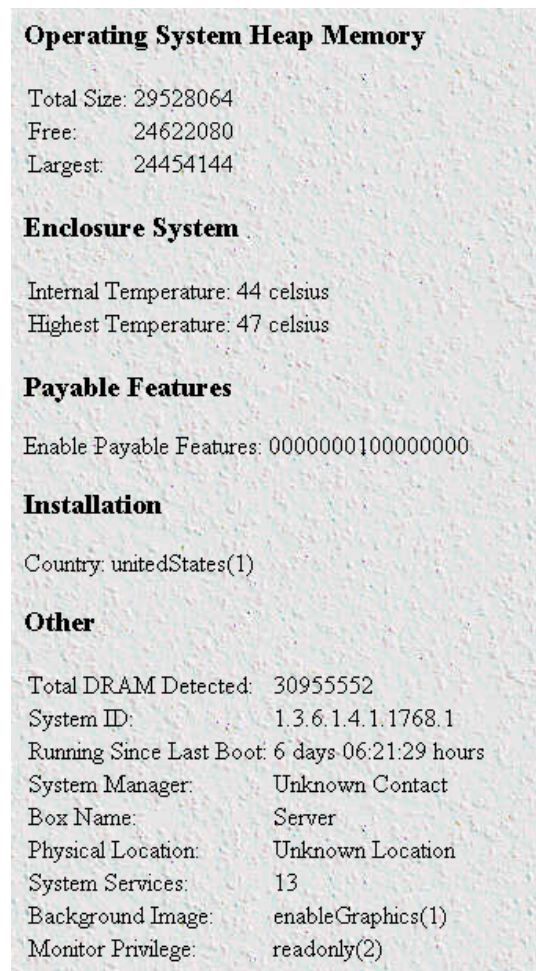 Operating System Heap Memory
Total Size: 29528064
Free: 24622080
Largest: 24454144
Enclosure System
Internal Temperature: 44 celsius
Highest Temperature: 47 celsius
Payable Features
Enable Payable Features: 0000000100000000
Installation
Country: unitedStates(1)
Other
Total DRAM Detected: 30955552
System ID: 1.3.6.1.4.1.1768.1
Running Since Last Boot: 6 days 06:21:29 hours
System Manager: Unknown Contact
Box Name: Server
Physical Location: Unknown Location
System Services: 13
Background Image: enableGraphics(1)
Monitor Privilege: readonly(2)